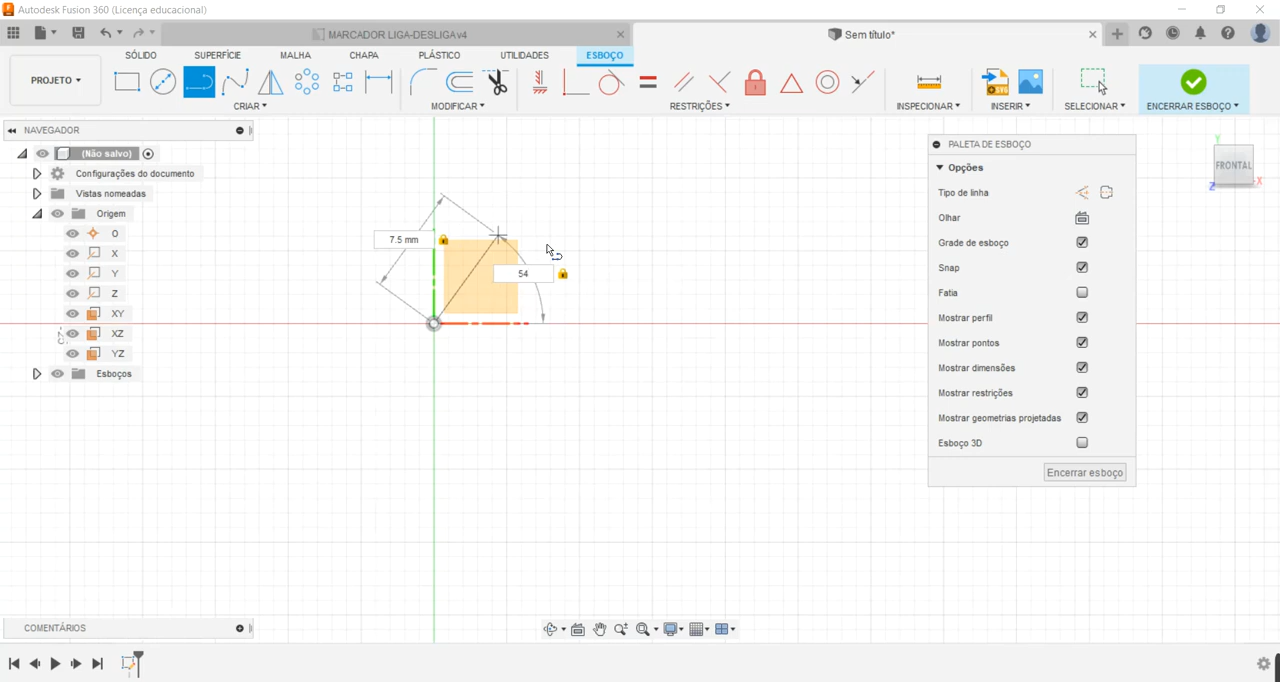 Autodesk Fusion 360 (Licença educacional)
MARCADOR LIGA-DESLIGA v4
Sem título*
SÓLIDO
SUPERFÍCIE
MALHA
CHAPA
PLÁSTICO
UTILIDADES
ESBOÇO
PROJETO
CRIAR
MODIFICAR
RESTRIÇÕES
INSPECIONAR
INSERIR
SELECIONAR
ENCERRAR ESBOÇO
NAVEGADOR
(Não salvo)
Configurações do documento
Vistas nomeadas
Origem
O
X
Y
Z
XY
XZ
YZ
Esboços
7.5 mm
54
PALETA DE ESBOÇO
Opções
Tipo de linha
Olhar
Grade de esboço
Snap
Fatia
Mostrar perfil
Mostrar pontos
Mostrar dimensões
Mostrar restrições
Mostrar geometrias projetadas
Esboço 3D
Encerrar esboço
Y
FRONTAL
X
Z
COMENTÁRIOS